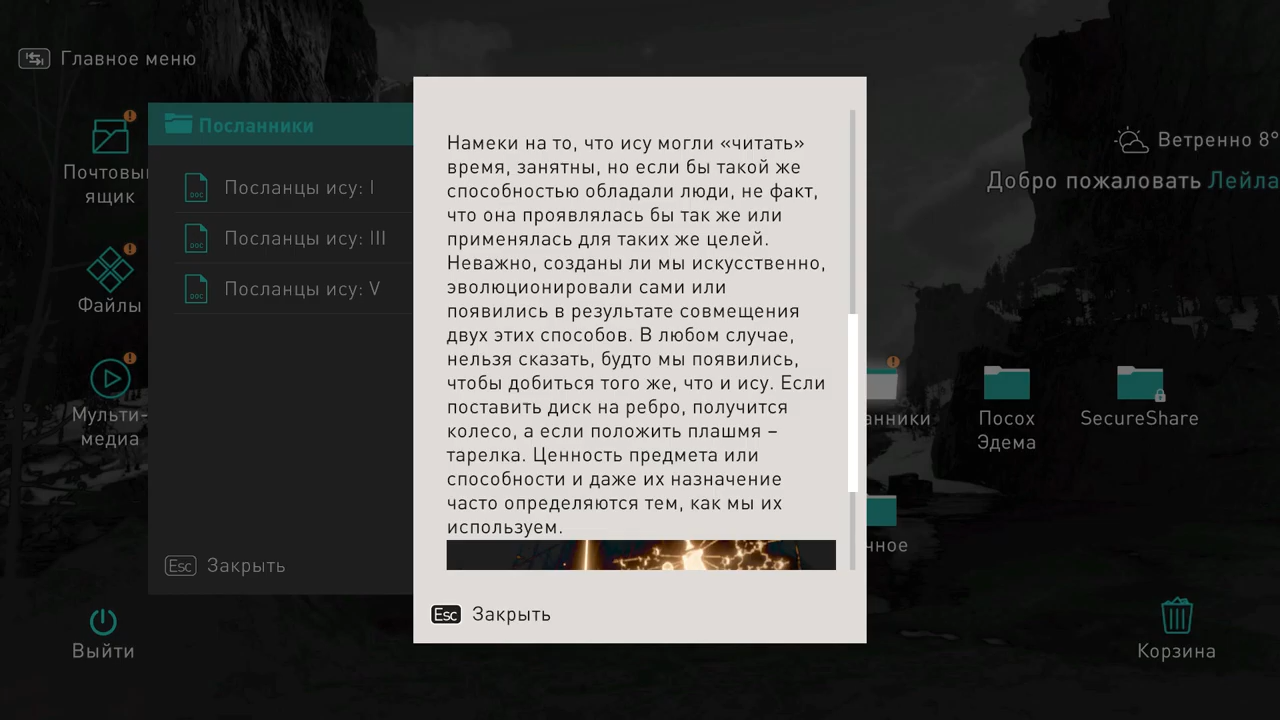 Главное меню
Почтовы
ящик
Файлы
Мульти-
медиа
Выйти
Посланники
Посланцы ису: I
Посланцы ису: III
Посланцы ису: V
Esc Закрыть
Намеки на то, что ису могли «читать»
время, занятны, но если бы такой же
способностью обладали люди, не факт,
что она проявлялась бы так же или
применялась для таких же целей.
Неважно, созданы ли мы искусственно,
эволюционировали сами или
появились в результате совмещения
двух этих способов. В любом случае,
нельзя сказать, будто мы появились,
чтобы добиться того же, что и ису. Если
поставить диск на ребро, получится
колесо, а если положить плашмя –
тарелка. Ценность предмета или
способности и даже их назначение
часто определяются тем, как мы их
используем.
Esc Закрыть
Ветренно 8°
Добро пожаловать Лейла
анники
Посох
Эдема
SecureShare
чное
Корзина